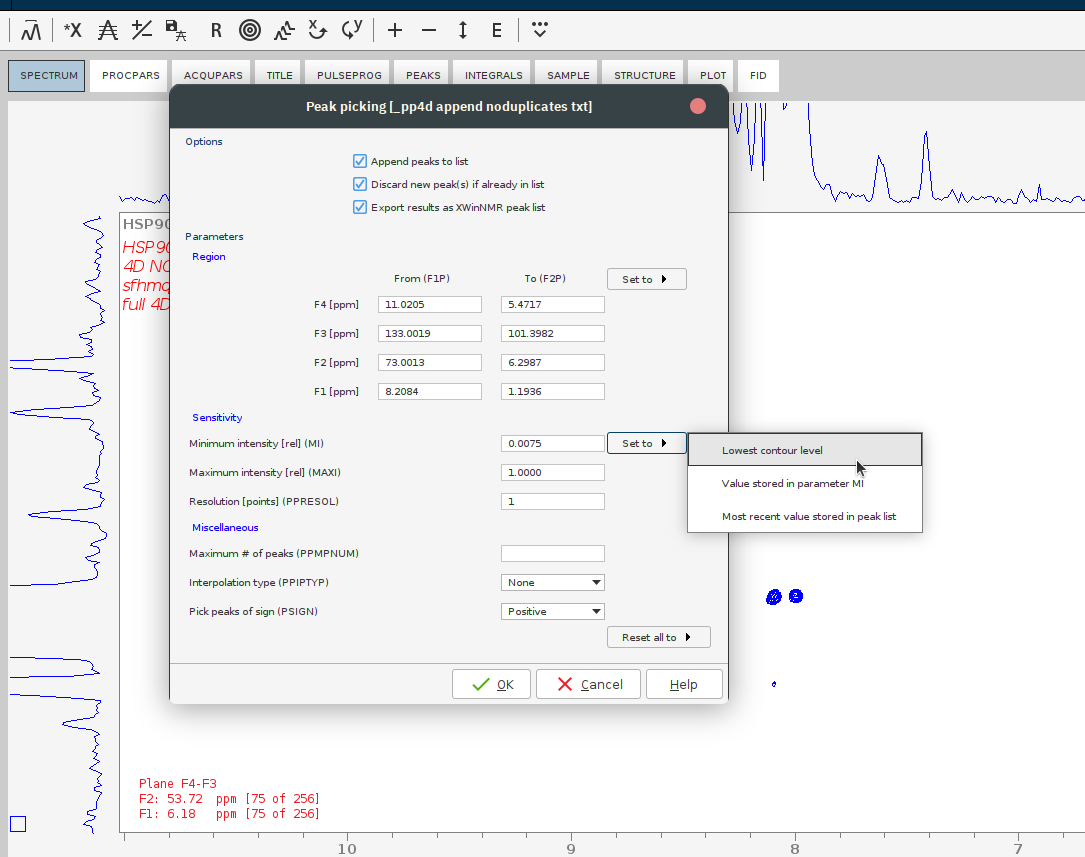 *X R x y E
SPECTRUM PROCPARS ACQUPARS TITLE PULSEPROG PEAKS INTEGRALS SAMPLE STRUCTURE PLOT FID
Peak picking [_pp4d append noduplicates txt]
Options
Append peaks to list
Discard new peak(s) if already in list
Export results as XWinNMR peak list
HSP90
HSP90
4D NO
sfhmq
full 4D
Parameters
Region
From (F1P) To (F2P) Set to
F4 [ppm] 11.0205 5.4717
F3 [ppm] 133.0019 101.3982
F2 [ppm] 73.0013 6.2987
F1 [ppm] 8.2084 1.1936
Sensitivity
Minimum intensity [rel] (MI) 0.0075 Set to
Maximum intensity [rel] (MAXI) 1.0000
Resolution [points] (PPRESOL) 1
Lowest contour level
Value stored in parameter MI
Most recent value stored in peak list
Miscellaneous
Maximum # of peaks (PPMPNUM)
Interpolation type (PPIPTYP) None
Pick peaks of sign (PSIGN) Positive
Reset all to
OK Cancel Help
Plane F4-F3
F2: 53.72 ppm [75 of 256]
F1: 6.18 ppm [75 of 256]
10 9 8 7